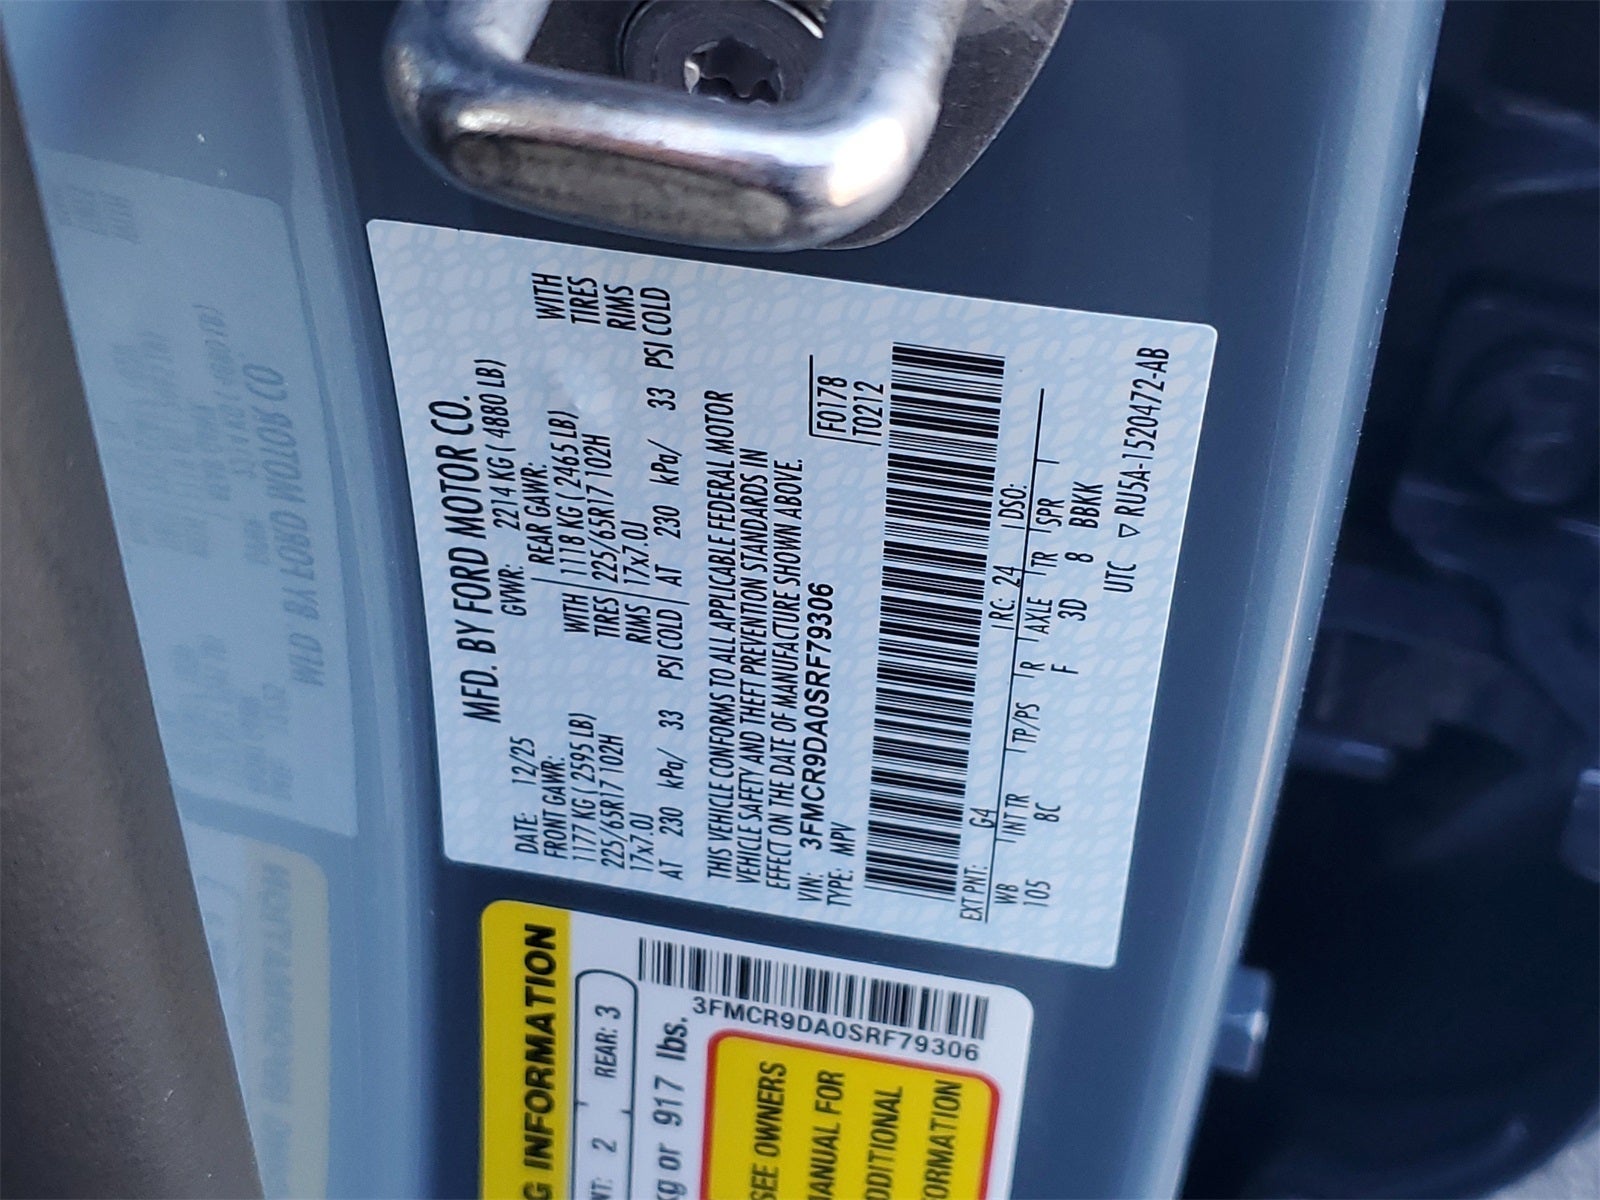 MFD. BY FORD MOTOR CO.
DATE: 12/25 GVWR: 2214 KG ( 4880 LB)
FRONT GAWR: REAR GAWR:
1177 KG ( 2595 LB) WITH 1118 KG ( 2465 LB) WITH
225/65R17 102H TIRES 225/65R17 102H TIRES
17x7.0J RIMS 17x7.0J RIMS
AT 230 kPa/ 33 PSI COLD AT 230 kPa/ 33 PSI COLD
THIS VEHICLE CONFORMS TO ALL APPLICABLE FEDERAL MOTOR
VEHICLE SAFETY AND THEFT PREVENTION STANDARDS IN
EFFECT ON THE DATE OF MANUFACTURE SHOWN ABOVE.
VIN: 3FMCR9DA0SRF79306
TYPE: MPV
F0178
T0212
EXT PNT: G4 RC: 24 DSO:
WB INT TR TP/PS R AXLE TR SPR
105 8C F 3D 8 BBKK
UTC ▽ RU5A-1520472-AB
G INFORMATION
NT: 2 REAR: 3
kg or 917 lbs.
3FMCR9DA0SRF79306
SEE OWNERS
MANUAL FOR
ADDITIONAL
FORMATION